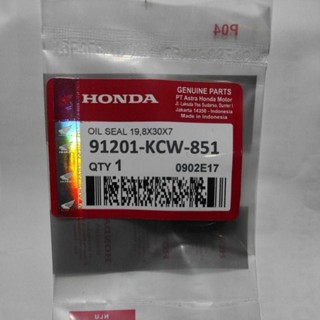 P04
HONDA
GENUINE PARTS
PT Astra Honda Motor
Jl. Laksda Yos Sudarso, Sunter I
Jakarta 14350 - Indonesia
Made in Indonesia
OIL SEAL 19,8X30X7
91201-KCW-851
QTY 1
0902E17